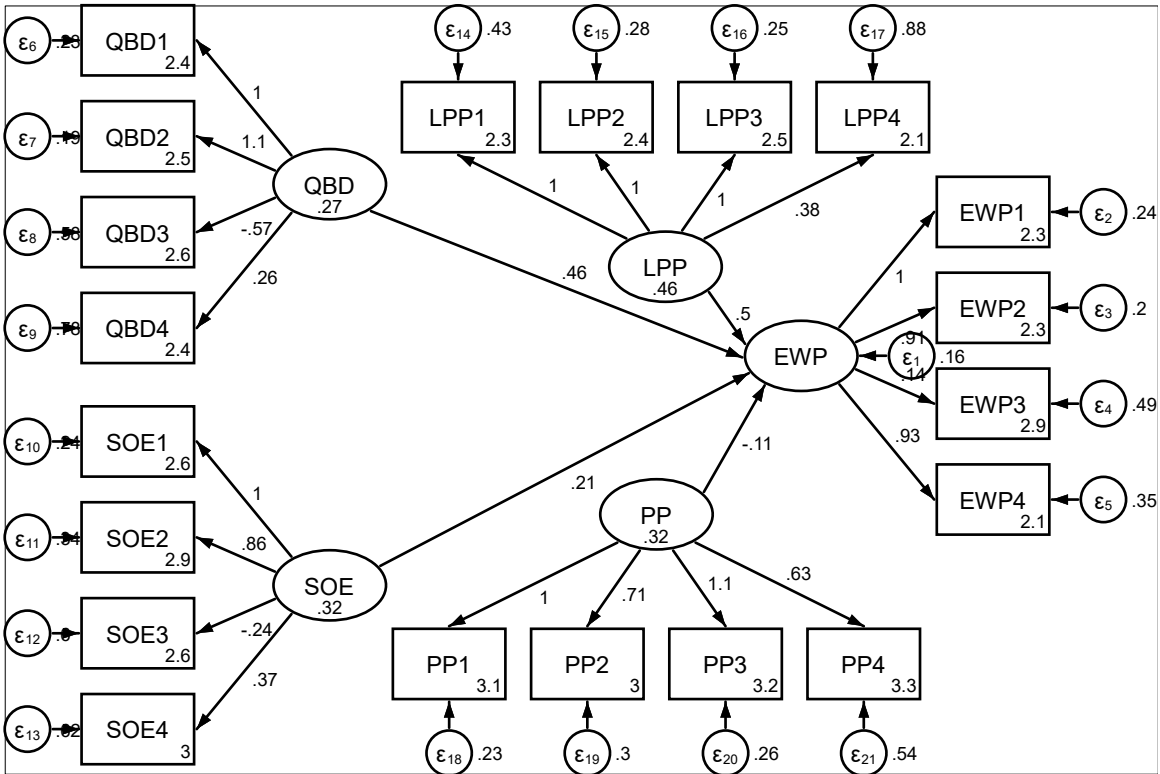 ε6
QBD1
2.4
ε7
QBD2
2.5
ε8
QBD3
2.6
ε9
QBD4
2.4
1
1.1
-.57
.26
QBD
.27
.46
ε14 .43
ε15 .28
ε16 .25
ε17 .88
LPP1
2.3
LPP2
2.4
LPP3
2.5
LPP4
2.1
1
1
1
.38
LPP
.46
.5
EWP
ε1 .16
1
.91
.14
.93
EWP1
2.3
ε2 .24
EWP2
2.3
ε3 .2
EWP3
2.9
ε4 .49
EWP4
2.1
ε5 .35
ε10
SOE1
2.6
ε11
SOE2
2.9
ε12
SOE3
2.6
ε13
SOE4
3
1
.86
-.24
.37
SOE
.32
.21
PP
.32
-.11
1
.71
1.1
.63
PP1
3.1
PP2
3
PP3
3.2
PP4
3.3
ε18 .23
ε19 .3
ε20 .26
ε21 .54